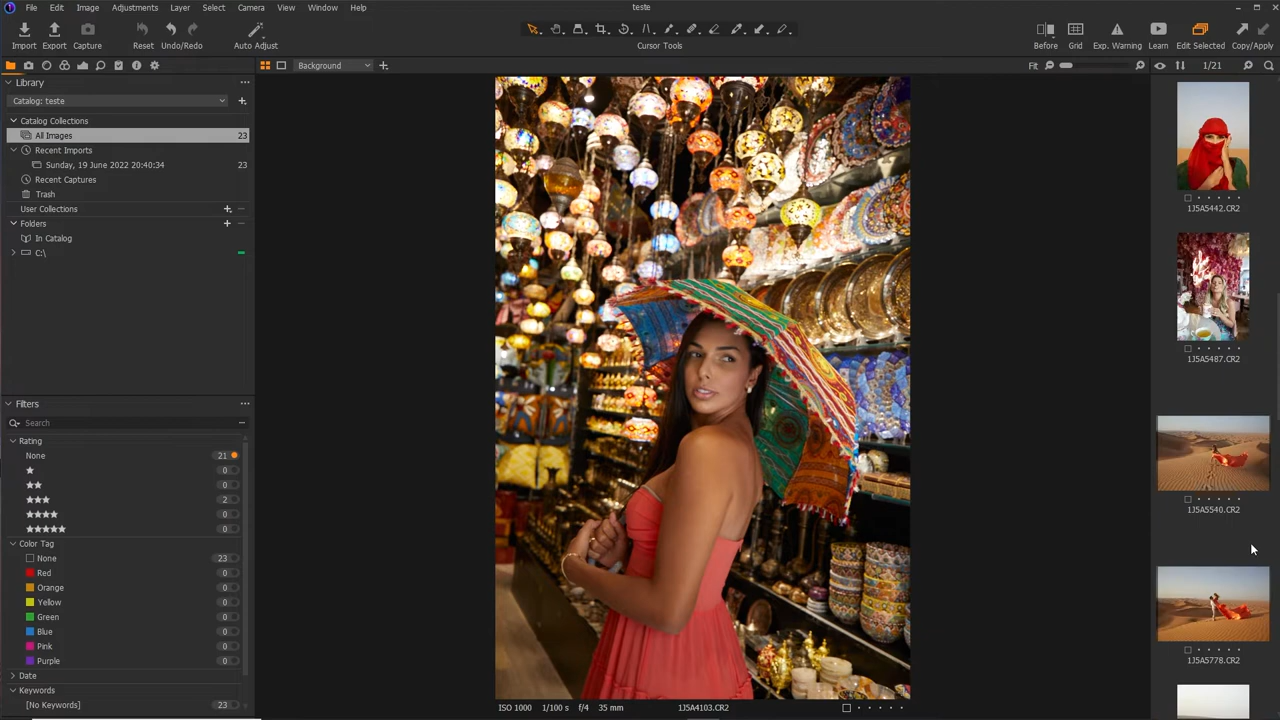 File Edit Image Adjustments Layer Select Camera View Window Help
teste
Import Export Capture Reset Undo/Redo Auto Adjust
Cursor Tools
Before Grid Exp. Warning Learn Edit Selected Copy/Apply
Background
Fit
1/21
Library
Catalog: teste
Catalog Collections
All Images 23
Recent Imports
Sunday, 19 June 2022 20:40:34 23
Recent Captures
Trash
User Collections
Folders
In Catalog
C:\
Filters
Search
Rating
None 21
0
0
2
0
0
Color Tag
None 23
Red 0
Orange 0
Yellow 0
Green 0
Blue 0
Pink 0
Purple 0
Date
Keywords
[No Keywords] 23
ISO 1000 1/100 s f/4 35 mm
1J5A4103.CR2
1J5A5442.CR2
1J5A5487.CR2
1J5A5540.CR2
1J5A5778.CR2